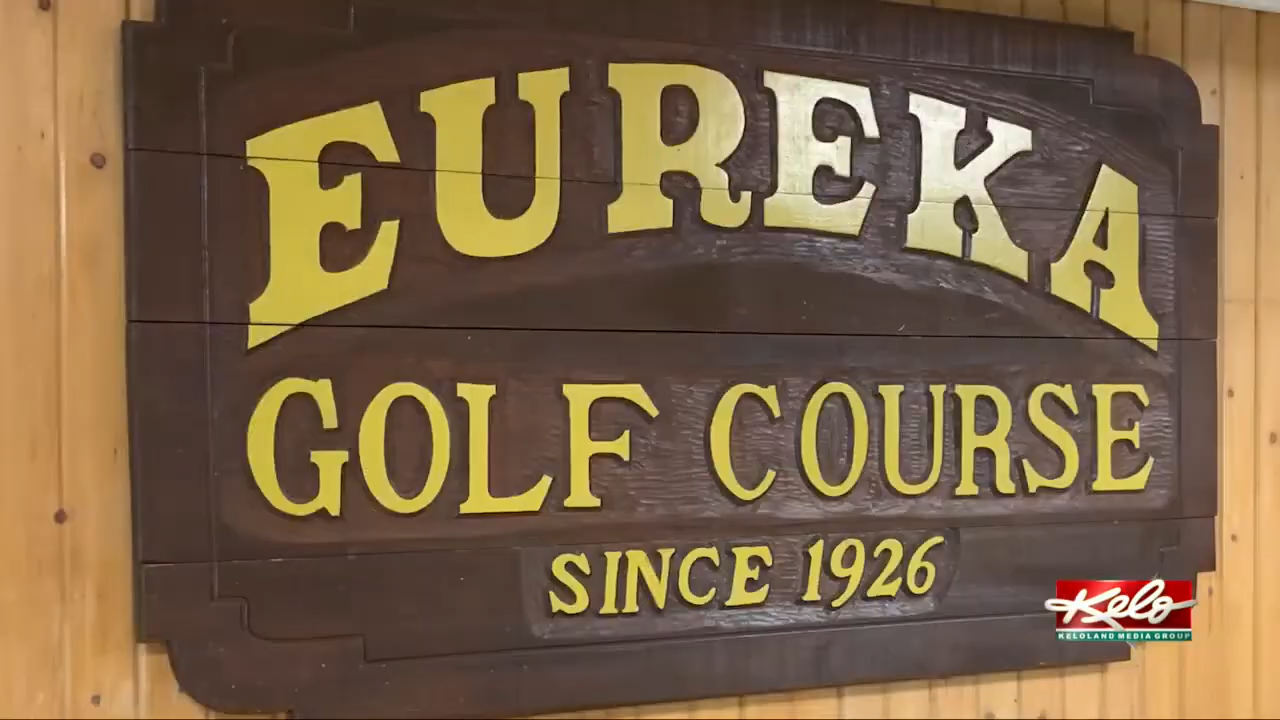 EUREKA
GOLF COURSE
SINCE 1926
Kelo
KELOLAND MEDIA GROUP